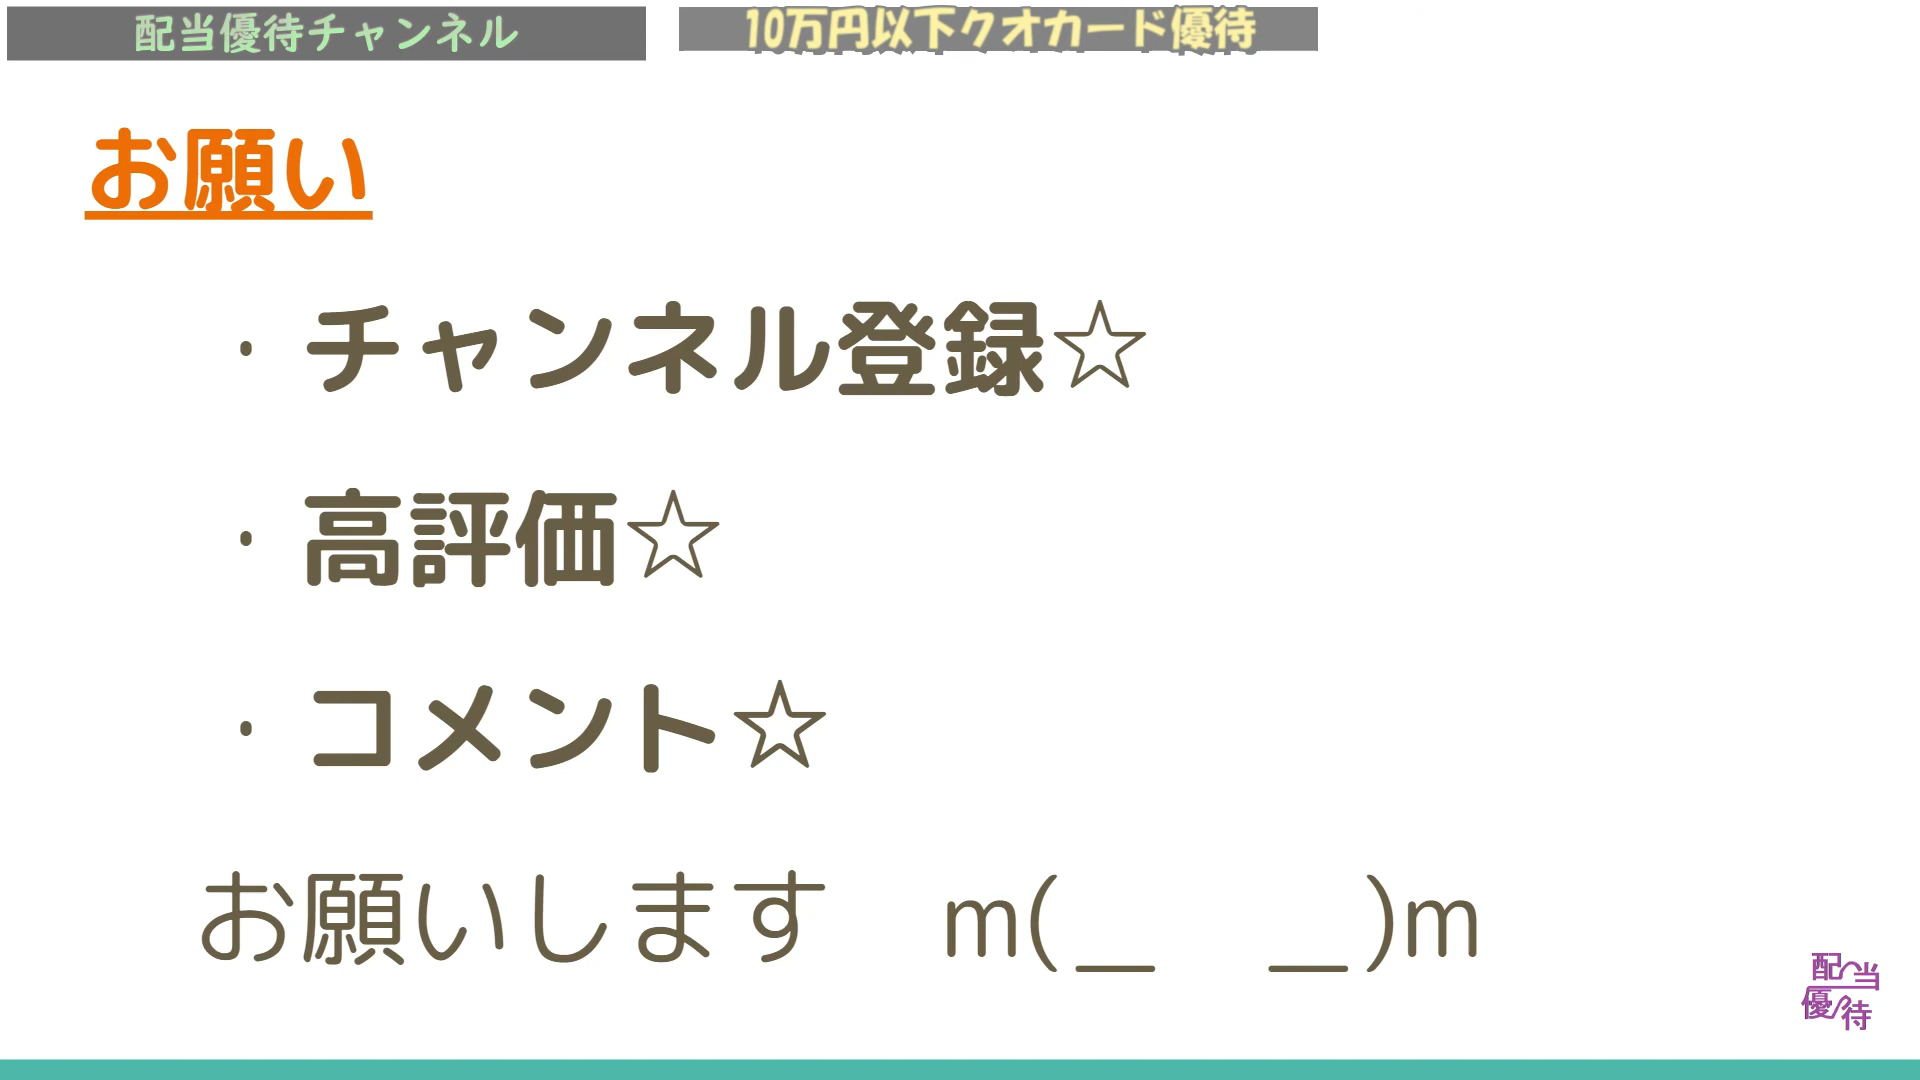 配当優待チャンネル
10万円以下クオカード優待
お願い
・チャンネル登録☆
・高評価☆
・コメント☆
お願いします　m(＿　＿)m
配当
優待